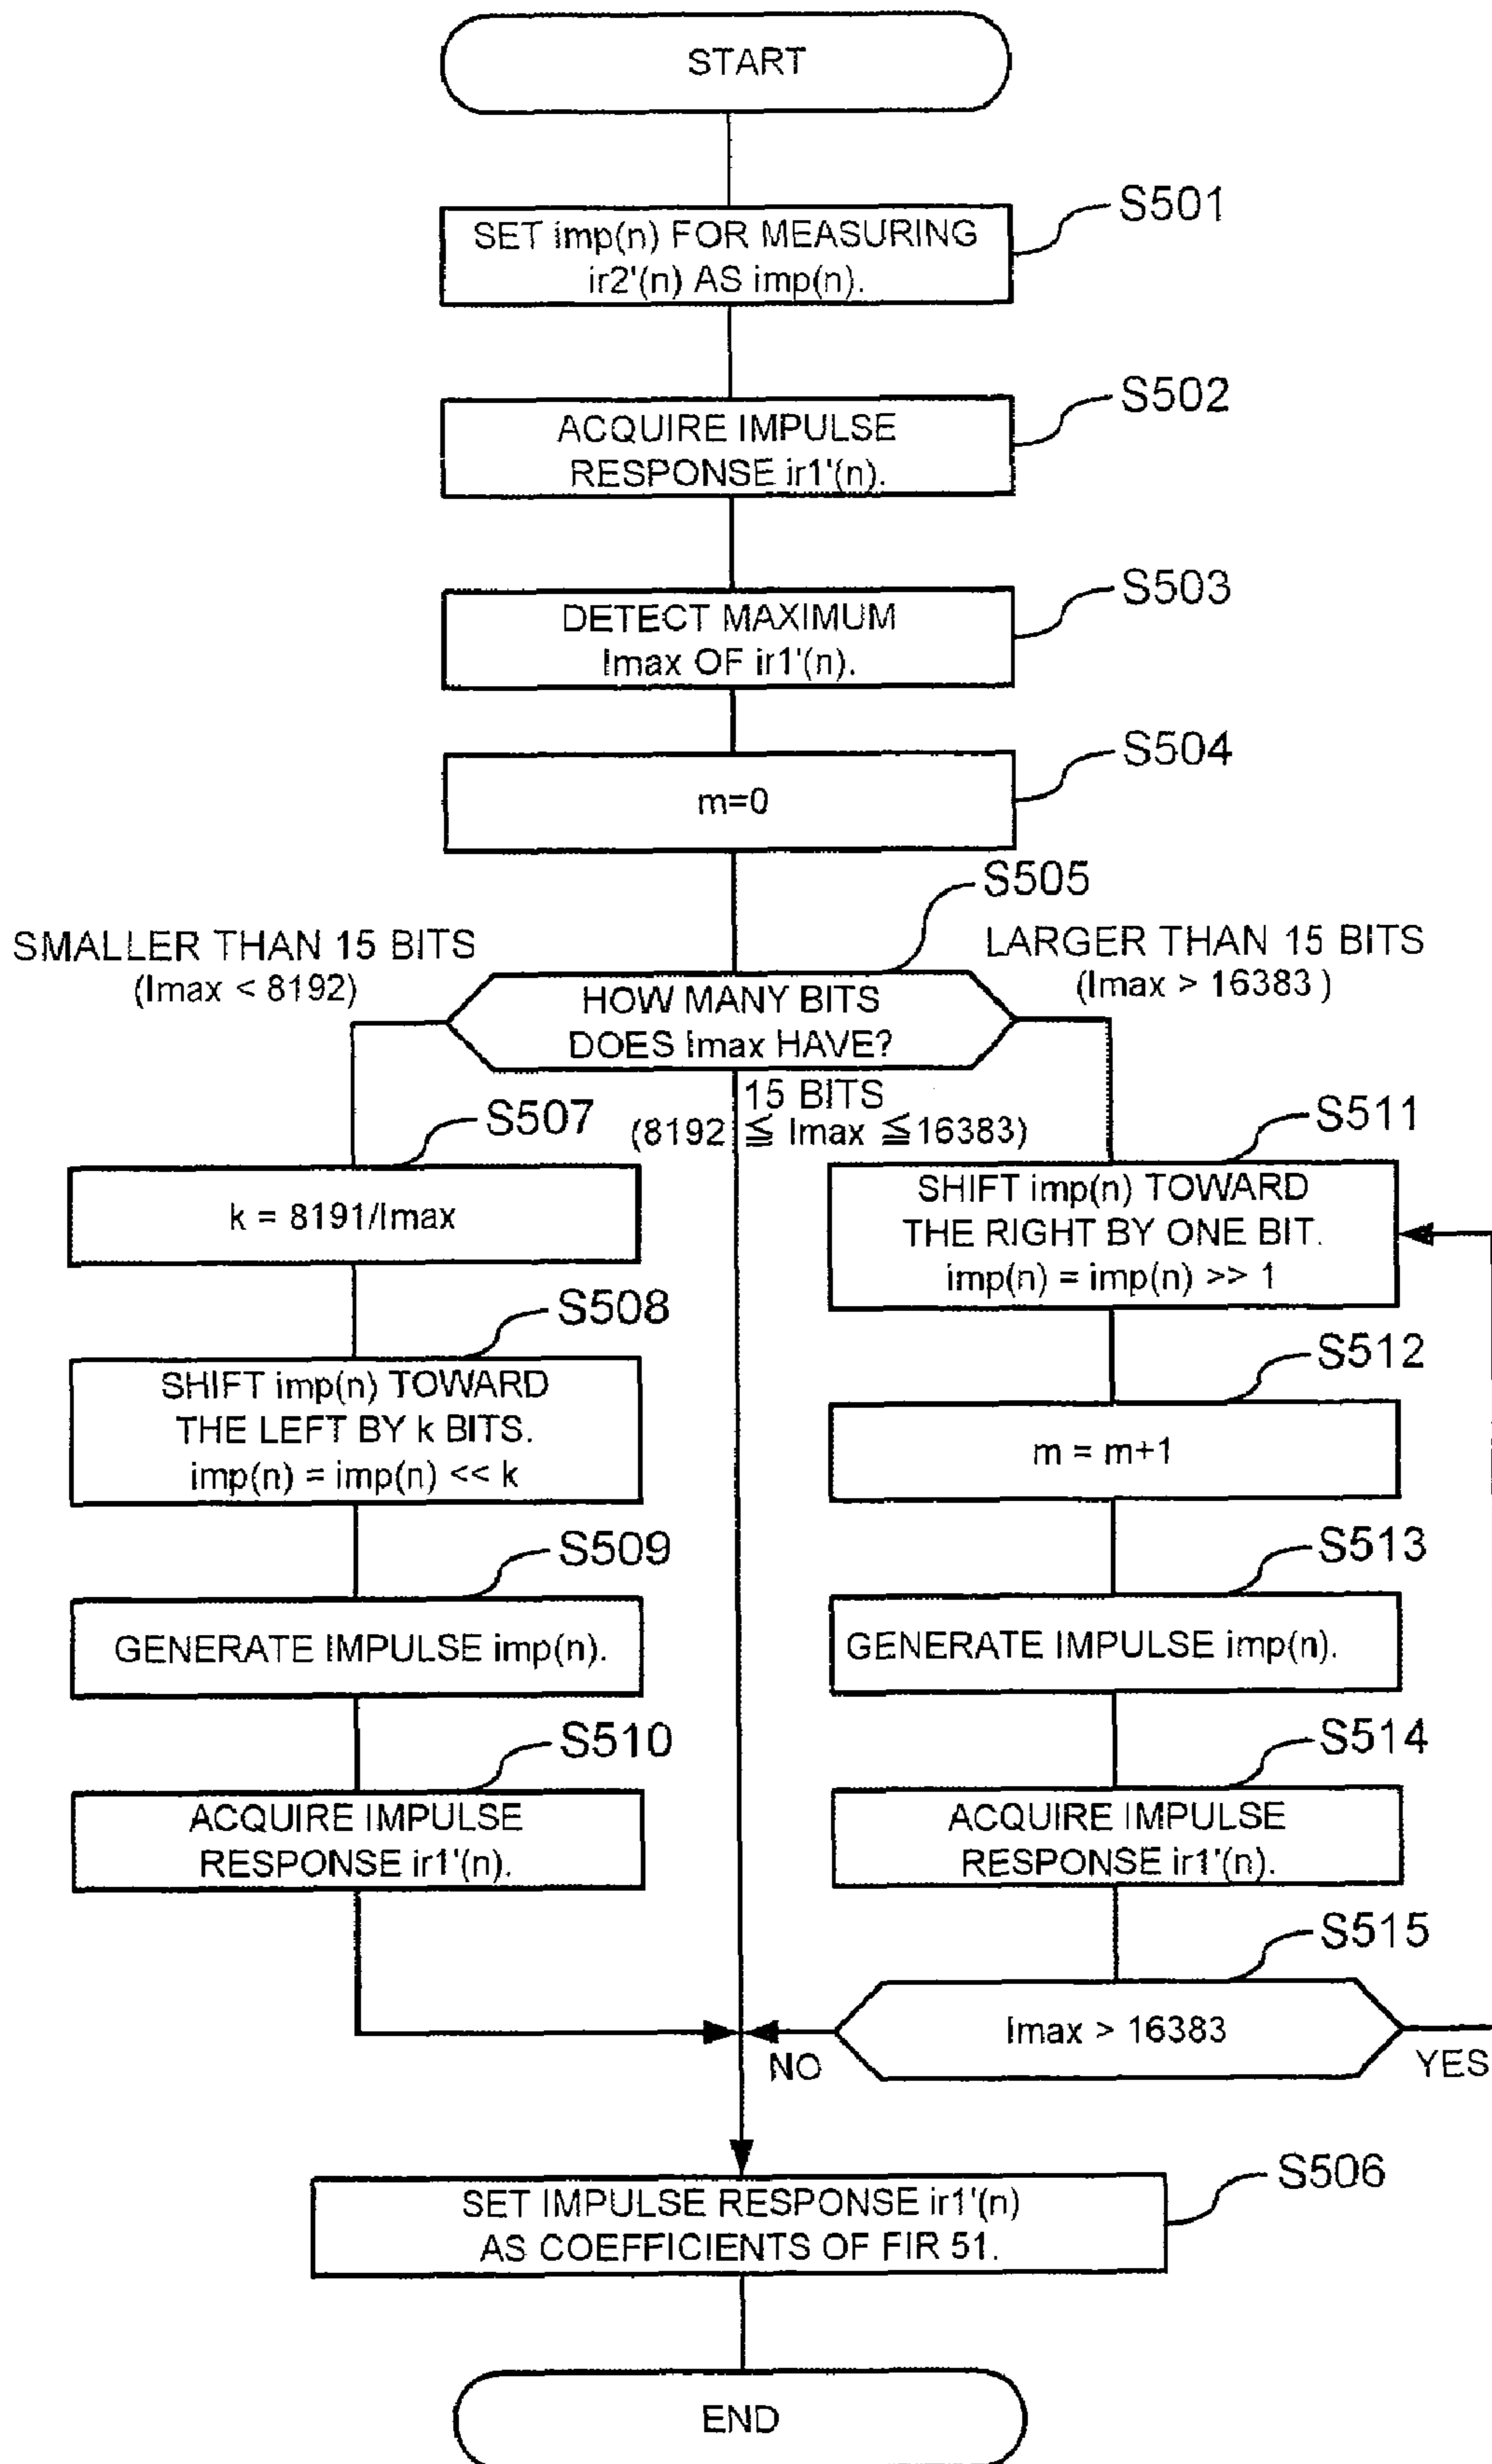 START
S501
SET imp(n) FOR MEASURING
ir2'(n) AS imp(n).
S502
ACQUIRE IMPULSE
RESPONSE ir1'(n).
S503
DETECT MAXIMUM
Imax OF ir1'(n).
S504
m=0
S505
SMALLER THAN 15 BITS
(Imax < 8192)
LARGER THAN 15 BITS
(Imax > 16383)
HOW MANY BITS
DOES Imax HAVE?
15 BITS
(8192 ≦ Imax ≦16383)
S507
k = 8191/Imax
S508
SHIFT imp(n) TOWARD
THE LEFT BY k BITS.
imp(n) = imp(n) << k
S509
GENERATE IMPULSE imp(n).
S510
ACQUIRE IMPULSE
RESPONSE ir1'(n).
S511
SHIFT imp(n) TOWARD
THE RIGHT BY ONE BIT.
imp(n) = imp(n) >> 1
S512
m = m+1
S513
GENERATE IMPULSE imp(n).
S514
ACQUIRE IMPULSE
RESPONSE ir1'(n).
S515
Imax > 16383
NO
YES
S506
SET IMPULSE RESPONSE ir1'(n)
AS COEFFICIENTS OF FIR 51.
END